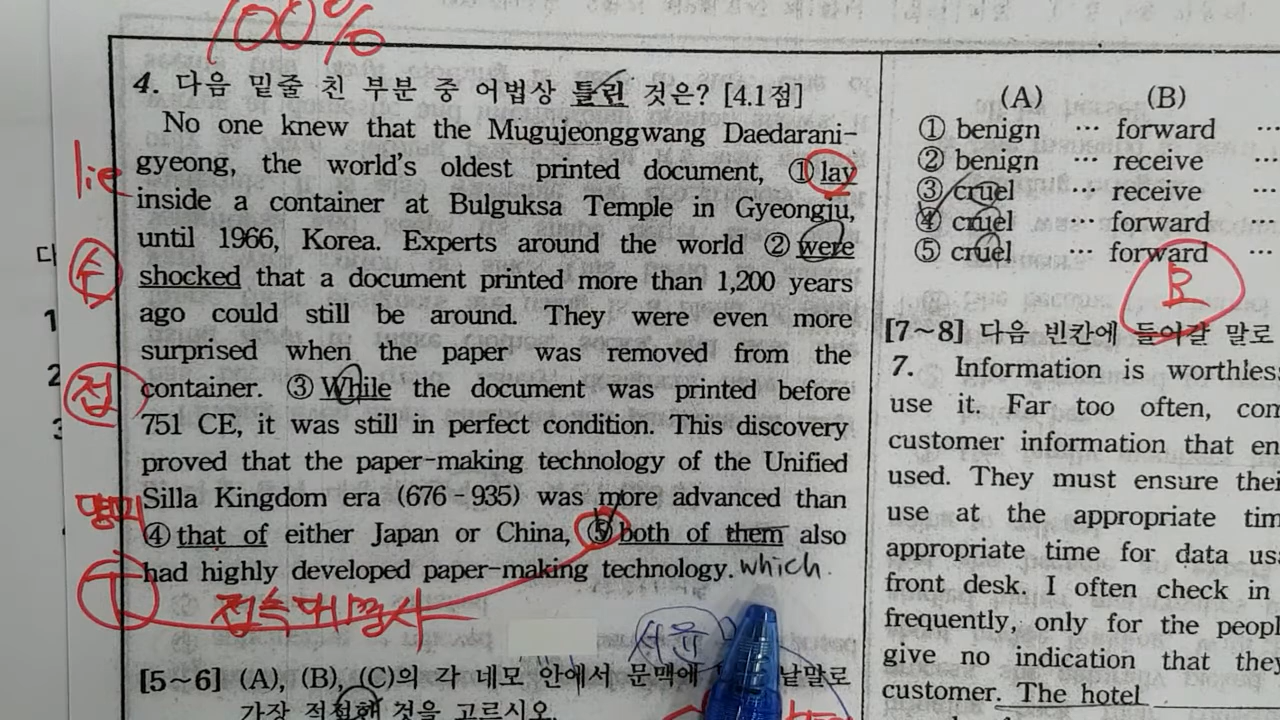 100%
4. 다음 밑줄 친 부분 중 어법상 틀린 것은? [4.1점]
No one knew that the Mugujeonggwang Daedarani-
gyeong, the world's oldest printed document, ① lay
lie
inside a container at Bulguksa Temple in Gyeongju,
until 1966, Korea. Experts around the world ② were
수
shocked that a document printed more than 1,200 years
ago could still be around. They were even more
surprised when the paper was removed from the
접
container. ③ While the document was printed before
751 CE, it was still in perfect condition. This discovery
proved that the paper-making technology of the Unified
Silla Kingdom era (676-935) was more advanced than
④ that of either Japan or China, ⑤ both of them also
had highly developed paper-making technology. which.
접속대명사
[5~6] (A), (B), (C)의 각 네모 안에서 문맥에 낱말로
가장 적절한 것을 고르시오.
다
1
2
3
(A) (B)
① benign … forward …
② benign … receive …
③ cruel … receive …
④ cruel … forward …
⑤ cruel … forward …
B
[7~8] 다음 빈칸에 들어갈 말로
7. Information is worthless
use it. Far too often, com
customer information that en
used. They must ensure thei
use at the appropriate tim
appropriate time for data us
front desk. I often check in
frequently, only for the peopl
give no indication that they
customer. The hotel